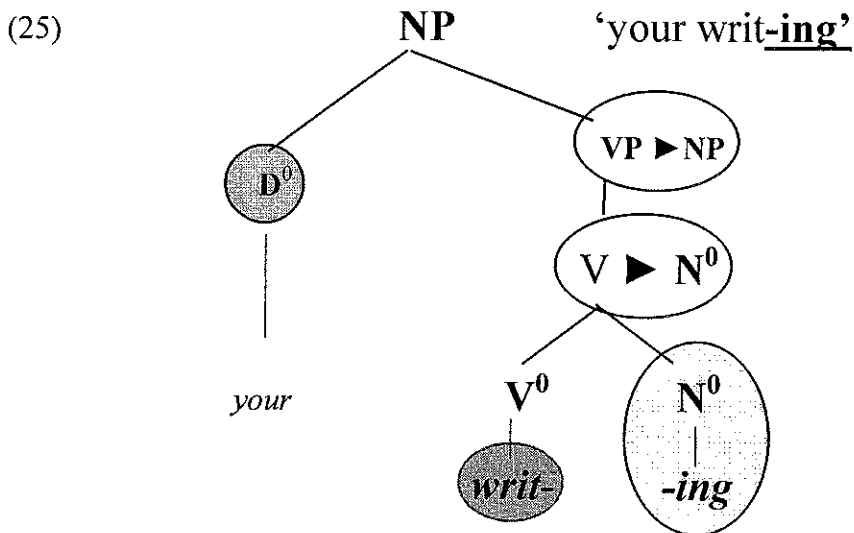 (25) NP 'your writ-ing'
VP ► NP
D⁰
V ► N⁰
your V⁰ N⁰
writ- -ing